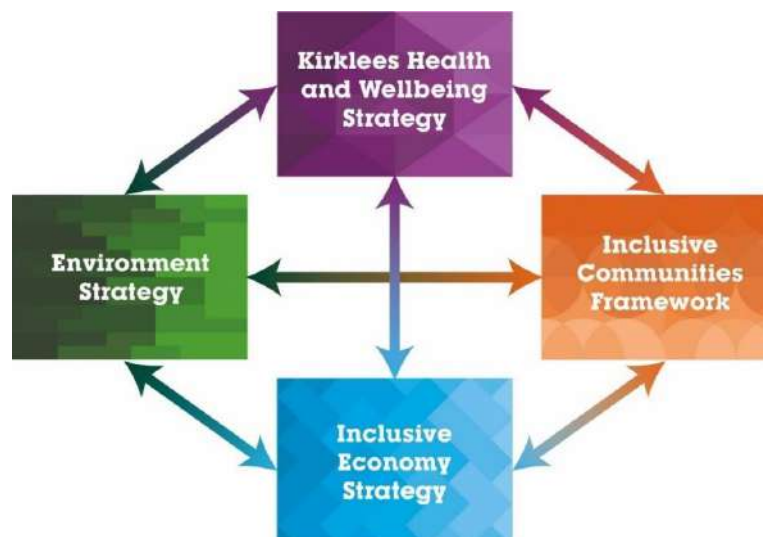 Kirklees Health
and Wellbeing
Strategy
Environment
Strategy
Inclusive
Communities
Framework
Inclusive
Economy
Strategy